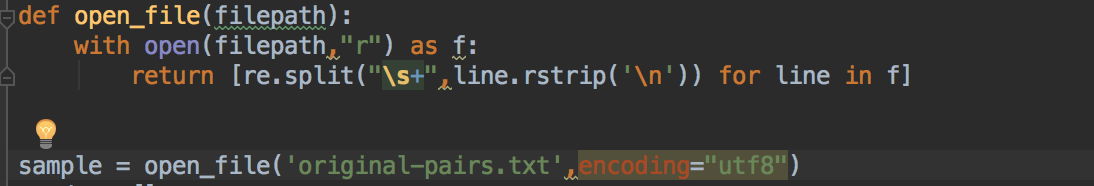 def open_file(filepath):
    with open(filepath,"r") as f:
        return [re.split("\s+",line.rstrip('\n')) for line in f]
sample = open_file('original-pairs.txt',encoding="utf8")